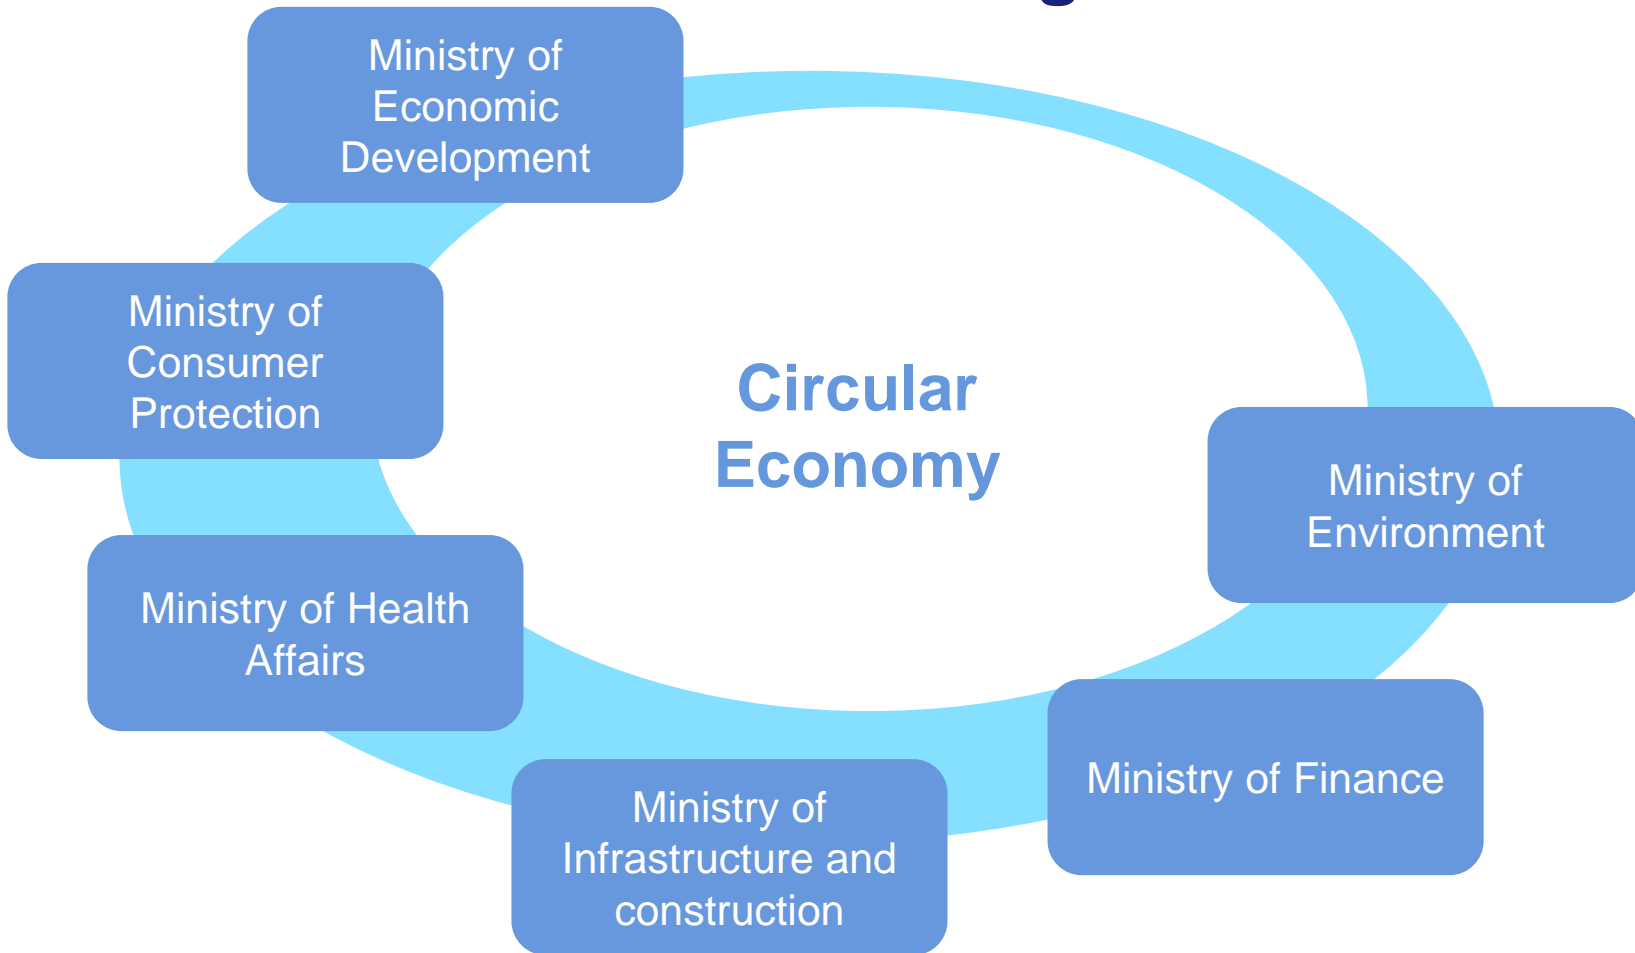 Ministry of
Economic
Development
Ministry of
Consumer
Protection
Circular
Economy
Ministry of
Environment
Ministry of Health
Affairs
Ministry of Finance
Ministry of
Infrastructure and
construction